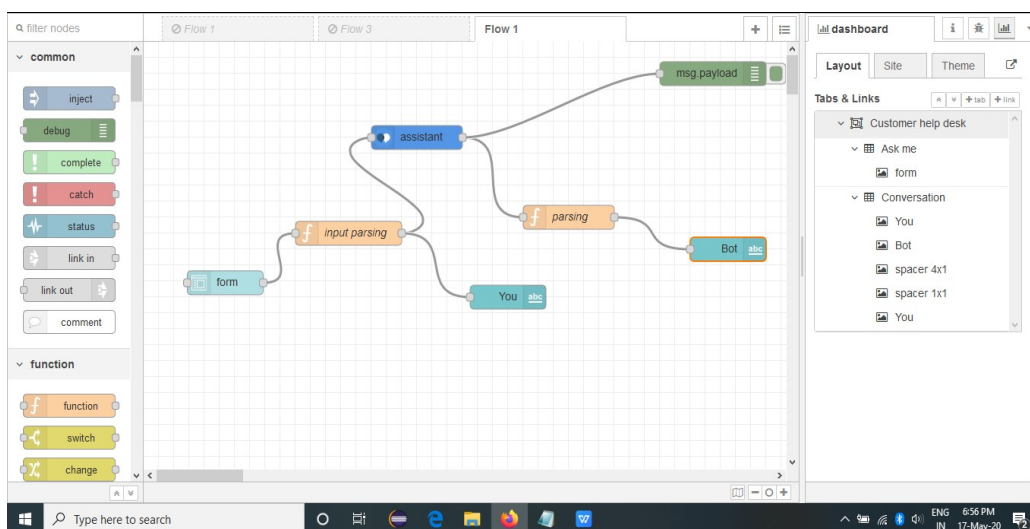 filter nodes
Flow 1
Flow 3
Flow 1
dashboard
i
common
inject
debug
complete
catch
status
link in
link out
comment
function
function
switch
change
msg.payload
assistant
input parsing
parsing
form
You
abc
Bot
abc
Layout
Site
Theme
Tabs & Links
+ tab
+ link
Customer help desk
Ask me
form
Conversation
You
Bot
spacer 4x1
spacer 1x1
You
Type here to search
ENG
IN
6:56 PM
17-May-20
2